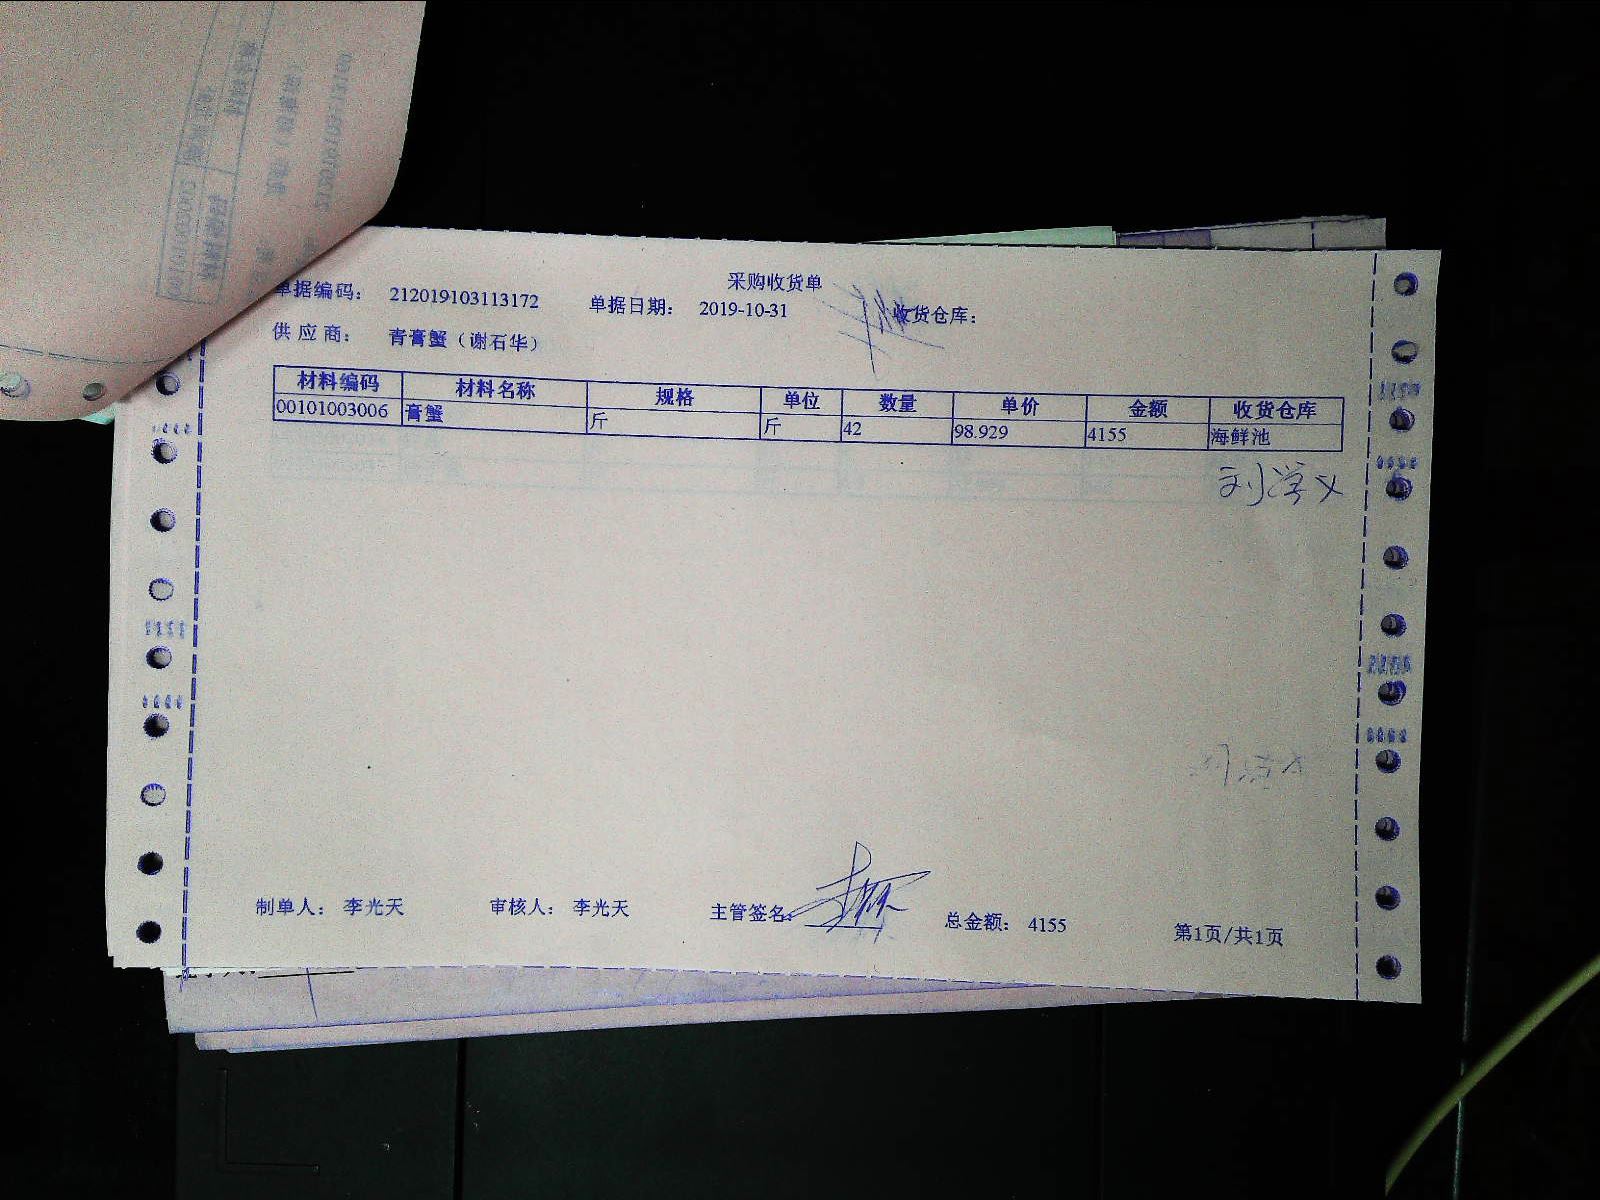 采购收货单
单据编码： 212019103113172 单据日期： 2019-10-31 收货仓库：
供应商： 青膏蟹（谢石华）
材料编码 材料名称 规格 单位 数量 单价 金额 收货仓库
00101003006 膏蟹 斤 斤 42 98.929 4155 海鲜池
刘学义
制单人： 李光天 审核人： 李光天 主管签名： 总金额： 4155 第1页/共1页